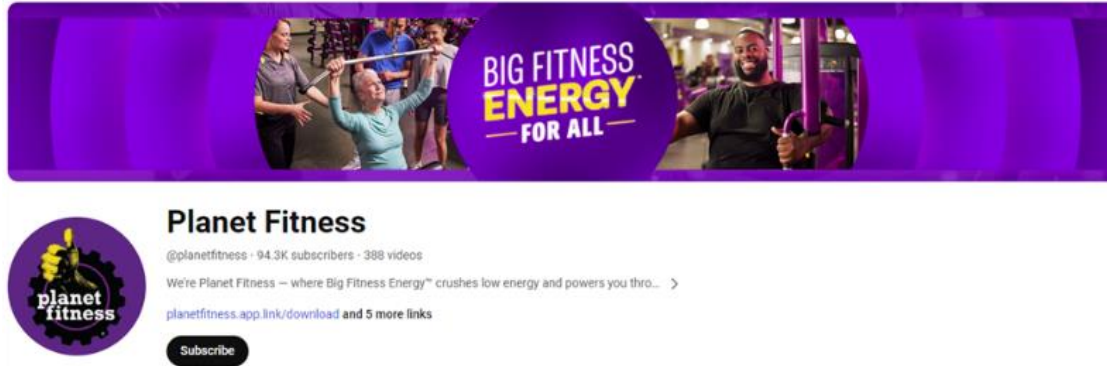 BIG FITNESS
ENERGY™
FOR ALL
Planet Fitness
@planetfitness · 94.3K subscribers · 388 videos
We're Planet Fitness — where Big Fitness Energy™ crushes low energy and powers you thro...
planetfitness.app.link/download and 5 more links
Subscribe
planet
fitness